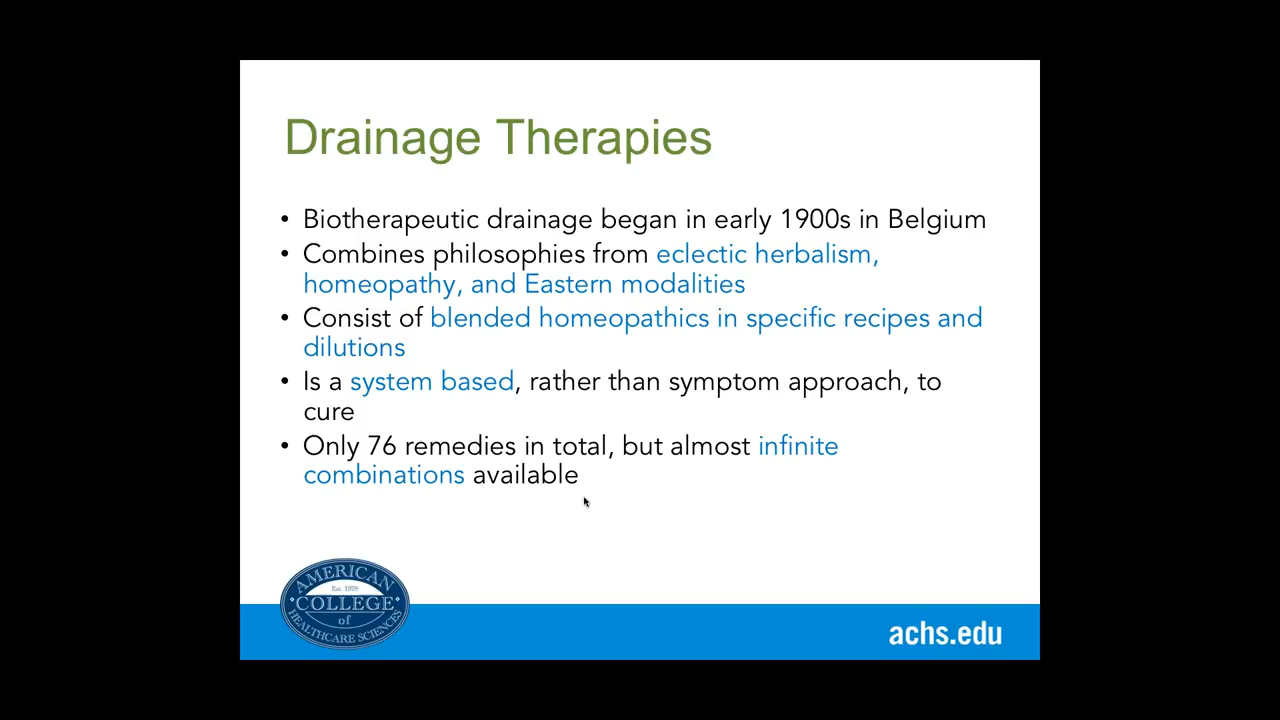 Drainage Therapies
• Biotherapeutic drainage began in early 1900s in Belgium
• Combines philosophies from eclectic herbalism,
homeopathy, and Eastern modalities
• Consist of blended homeopathics in specific recipes and
dilutions
• Is a system based, rather than symptom approach, to
cure
• Only 76 remedies in total, but almost infinite
combinations available
AMERICAN
Est. 1978
COLLEGE
of
HEALTHCARE SCIENCES
achs.edu